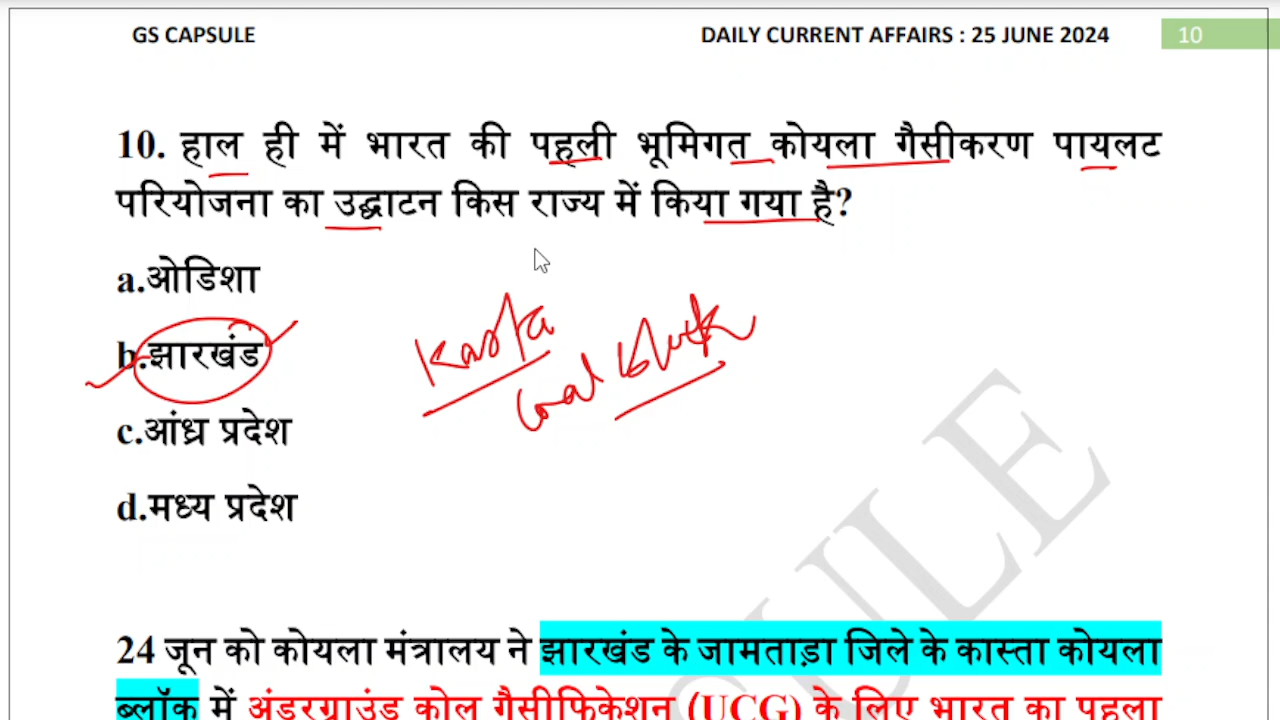 GS CAPSULE DAILY CURRENT AFFAIRS : 25 JUNE 2024 10
10. हाल ही में भारत की पहली भूमिगत कोयला गैसीकरण पायलट
परियोजना का उद्घाटन किस राज्य में किया गया है?
a.ओडिशा
b.झारखंड
Kasta
coal block
c.आंध्र प्रदेश
d.मध्य प्रदेश
24 जून को कोयला मंत्रालय ने झारखंड के जामताड़ा जिले के कास्ता कोयला
ब्लॉक में अंडरग्राउंड कोल गैसीफिकेशन (UCG) के लिए भारत का पहला